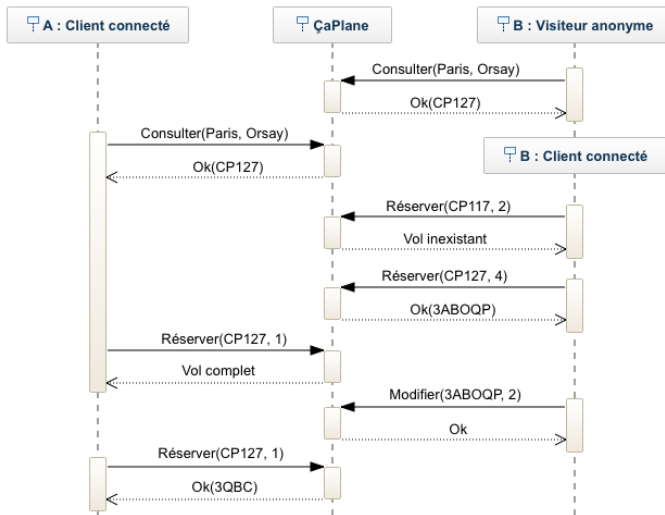 A : Client connecté
ÇaPlane
B : Visiteur anonyme
Consulter(Paris, Orsay)
Ok(CP127)
Consulter(Paris, Orsay)
B : Client connecté
Ok(CP127)
Réserver(CP117, 2)
Vol inexistant
Réserver(CP127, 4)
Ok(3ABOQP)
Réserver(CP127, 1)
Vol complet
Modifier(3ABOQP, 2)
Ok
Réserver(CP127, 1)
Ok(3QBC)